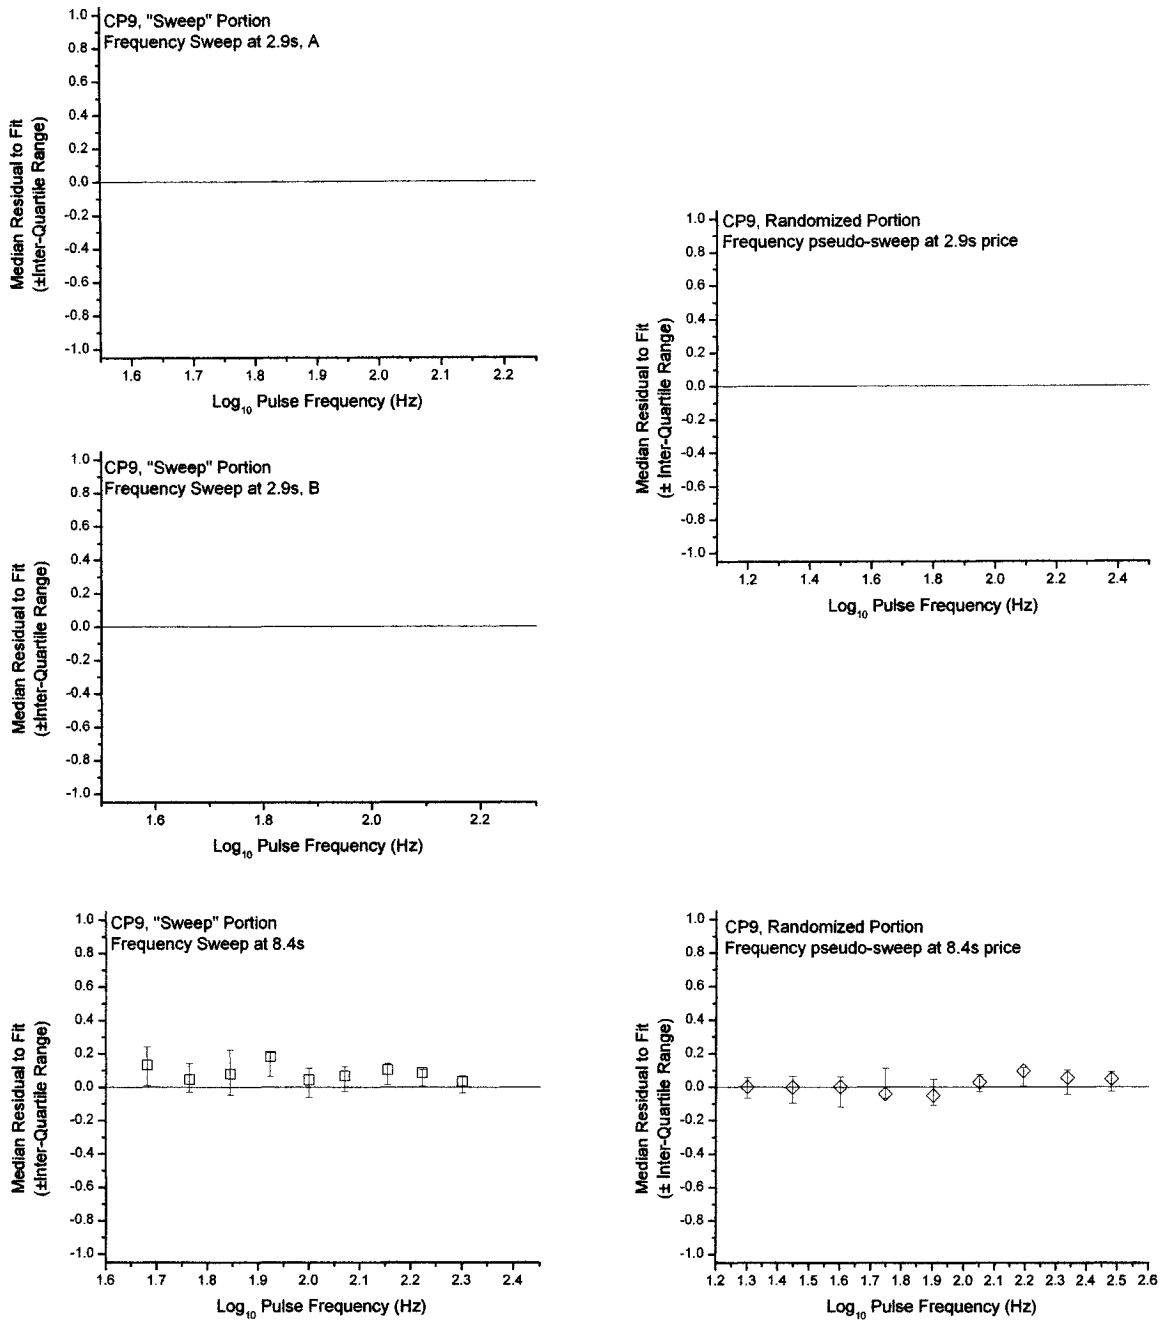 CP9, "Sweep" Portion
Frequency Sweep at 2.9s, A
1.0
0.8
0.6
0.4
0.2
0.0
-0.2
-0.4
-0.6
-0.8
-1.0
Median Residual to Fit
(±Inter-Quartile Range)
1.6 1.7 1.8 1.9 2.0 2.1 2.2
Log10 Pulse Frequency (Hz)
CP9, Randomized Portion
Frequency pseudo-sweep at 2.9s price
1.0
0.8
0.6
0.4
0.2
0.0
-0.2
-0.4
-0.6
-0.8
-1.0
Median Residual to Fit
(± Inter-Quartile Range)
1.2 1.4 1.6 1.8 2.0 2.2 2.4
Log10 Pulse Frequency (Hz)
CP9, "Sweep" Portion
Frequency Sweep at 2.9s, B
1.0
0.8
0.6
0.4
0.2
0.0
-0.2
-0.4
-0.6
-0.8
-1.0
Median Residual to Fit
(±Inter-Quartile Range)
1.6 1.8 2.0 2.2
Log10 Pulse Frequency (Hz)
CP9, "Sweep" Portion
Frequency Sweep at 8.4s
1.0
0.8
0.6
0.4
0.2
0.0
-0.2
-0.4
-0.6
-0.8
-1.0
Median Residual to Fit
(±Inter-Quartile Range)
1.6 1.7 1.8 1.9 2.0 2.1 2.2 2.3 2.4
Log10 Pulse Frequency (Hz)
CP9, Randomized Portion
Frequency pseudo-sweep at 8.4s price
1.0
0.8
0.6
0.4
0.2
0.0
-0.2
-0.4
-0.6
-0.8
-1.0
Median Residual to Fit
(± Inter-Quartile Range)
1.2 1.3 1.4 1.5 1.6 1.7 1.8 1.9 2.0 2.1 2.2 2.3 2.4 2.5 2.6
Log10 Pulse Frequency (Hz)